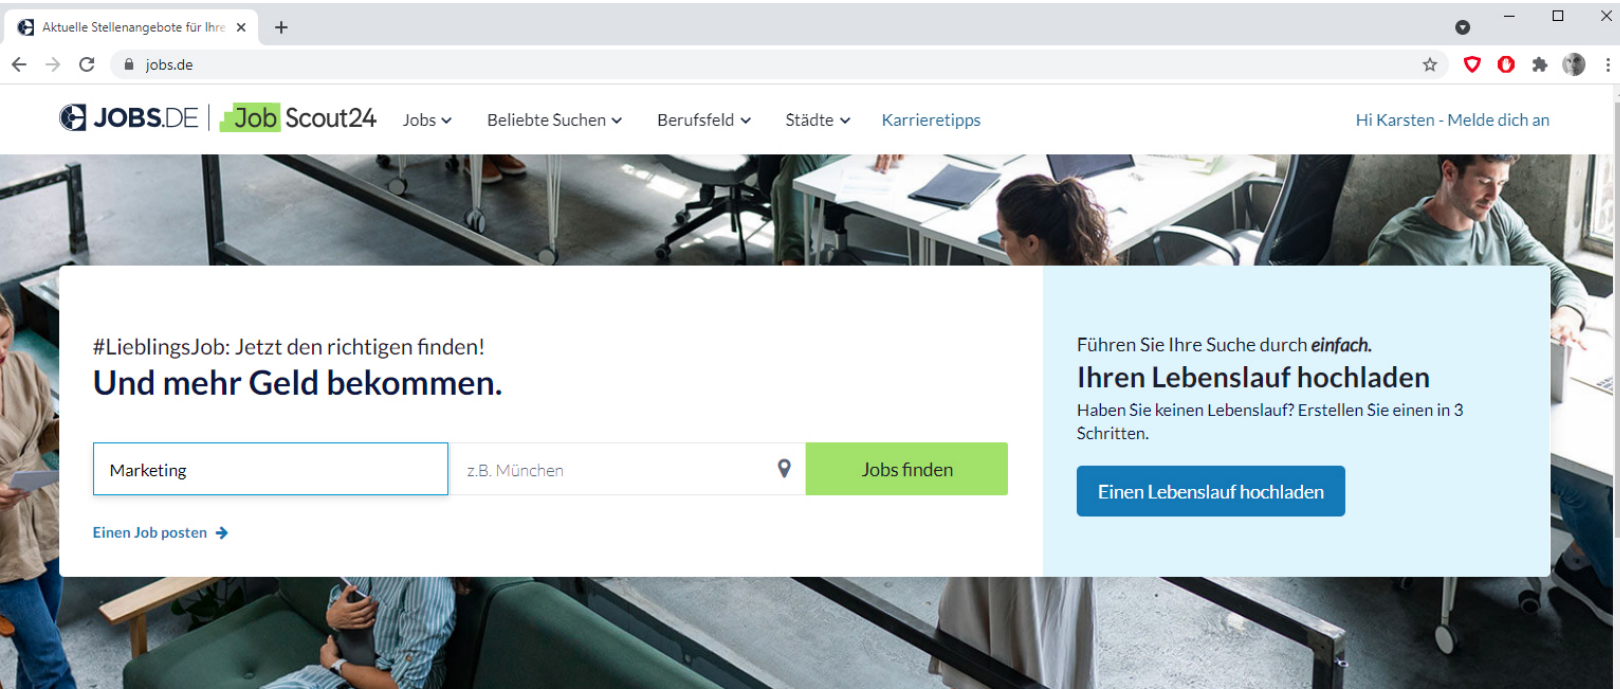 Aktuelle Stellenangebote für Ihre
jobs.de
JOBS.DE | Job Scout24 Jobs Beliebte Suchen Berufsfeld Städte Karrieretipps Hi Karsten - Melde dich an
#LieblingsJob: Jetzt den richtigen finden!
Und mehr Geld bekommen.
Marketing z.B. München Jobs finden
Einen Job posten
Führen Sie Ihre Suche durch einfach.
Ihren Lebenslauf hochladen
Haben Sie keinen Lebenslauf? Erstellen Sie einen in 3
Schritten.
Einen Lebenslauf hochladen